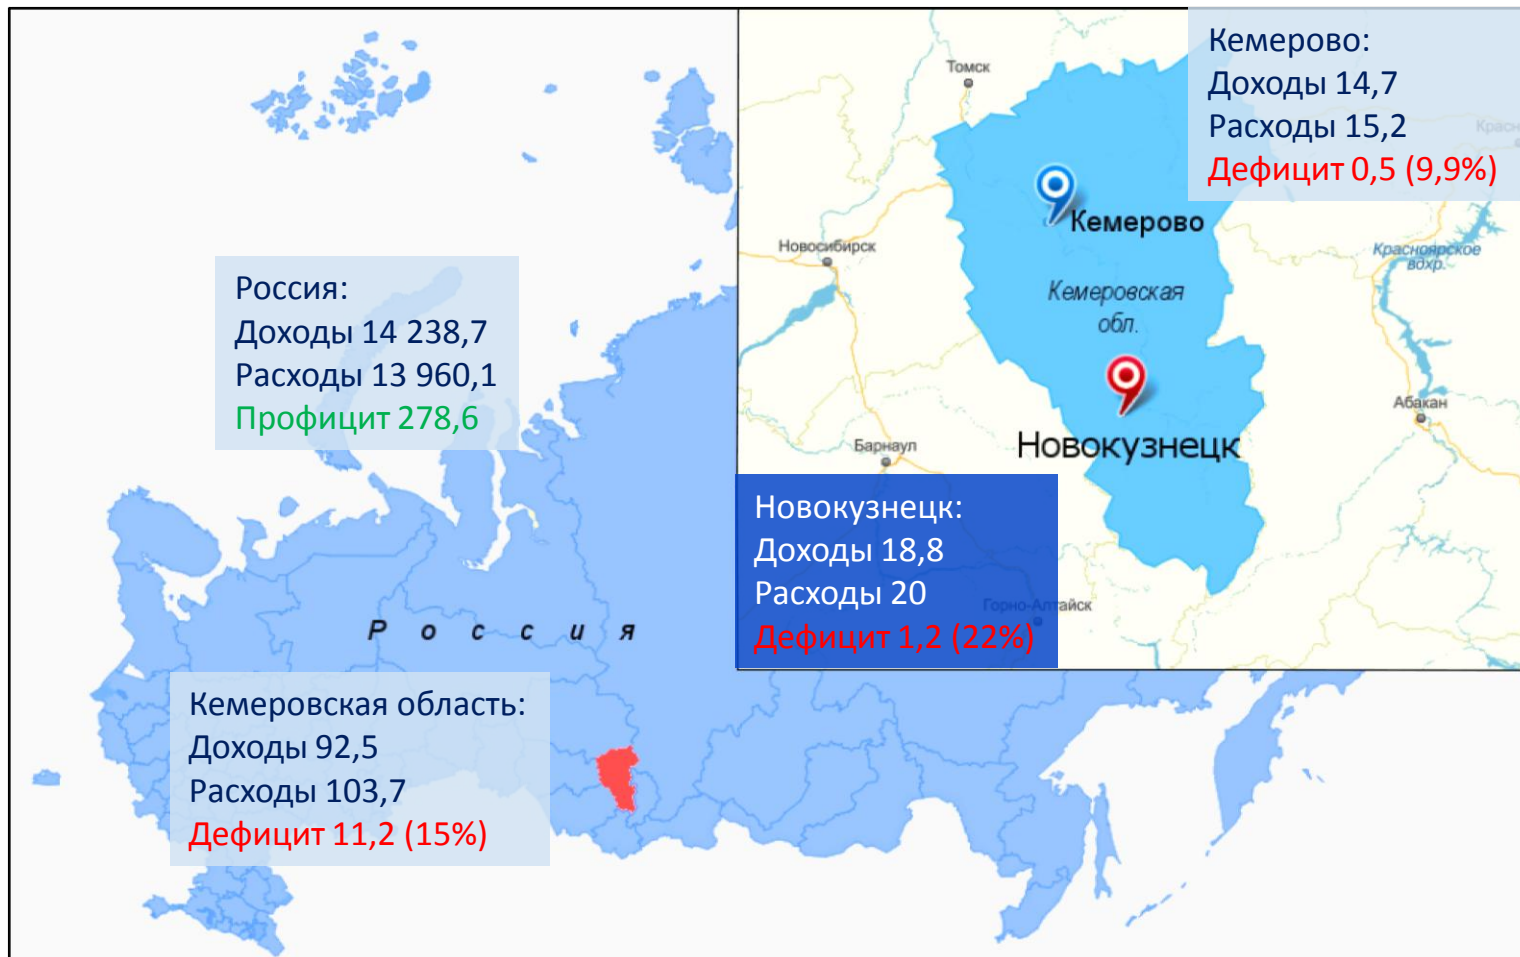 Кемерово:
Доходы 14,7
Расходы 15,2
Дефицит 0,5 (9,9%)
Томск
Красн
Кемерово
Новосибирск
Красноярское
вдхр.
Кемеровская
обл.
Россия:
Доходы 14 238,7
Расходы 13 960,1
Профицит 278,6
Абакан
Барнаул
Новокузнецк
Новокузнецк:
Доходы 18,8
Расходы 20
Дефицит 1,2 (22%)
Горно-Алтайск
Россия
Кемеровская область:
Доходы 92,5
Расходы 103,7
Дефицит 11,2 (15%)